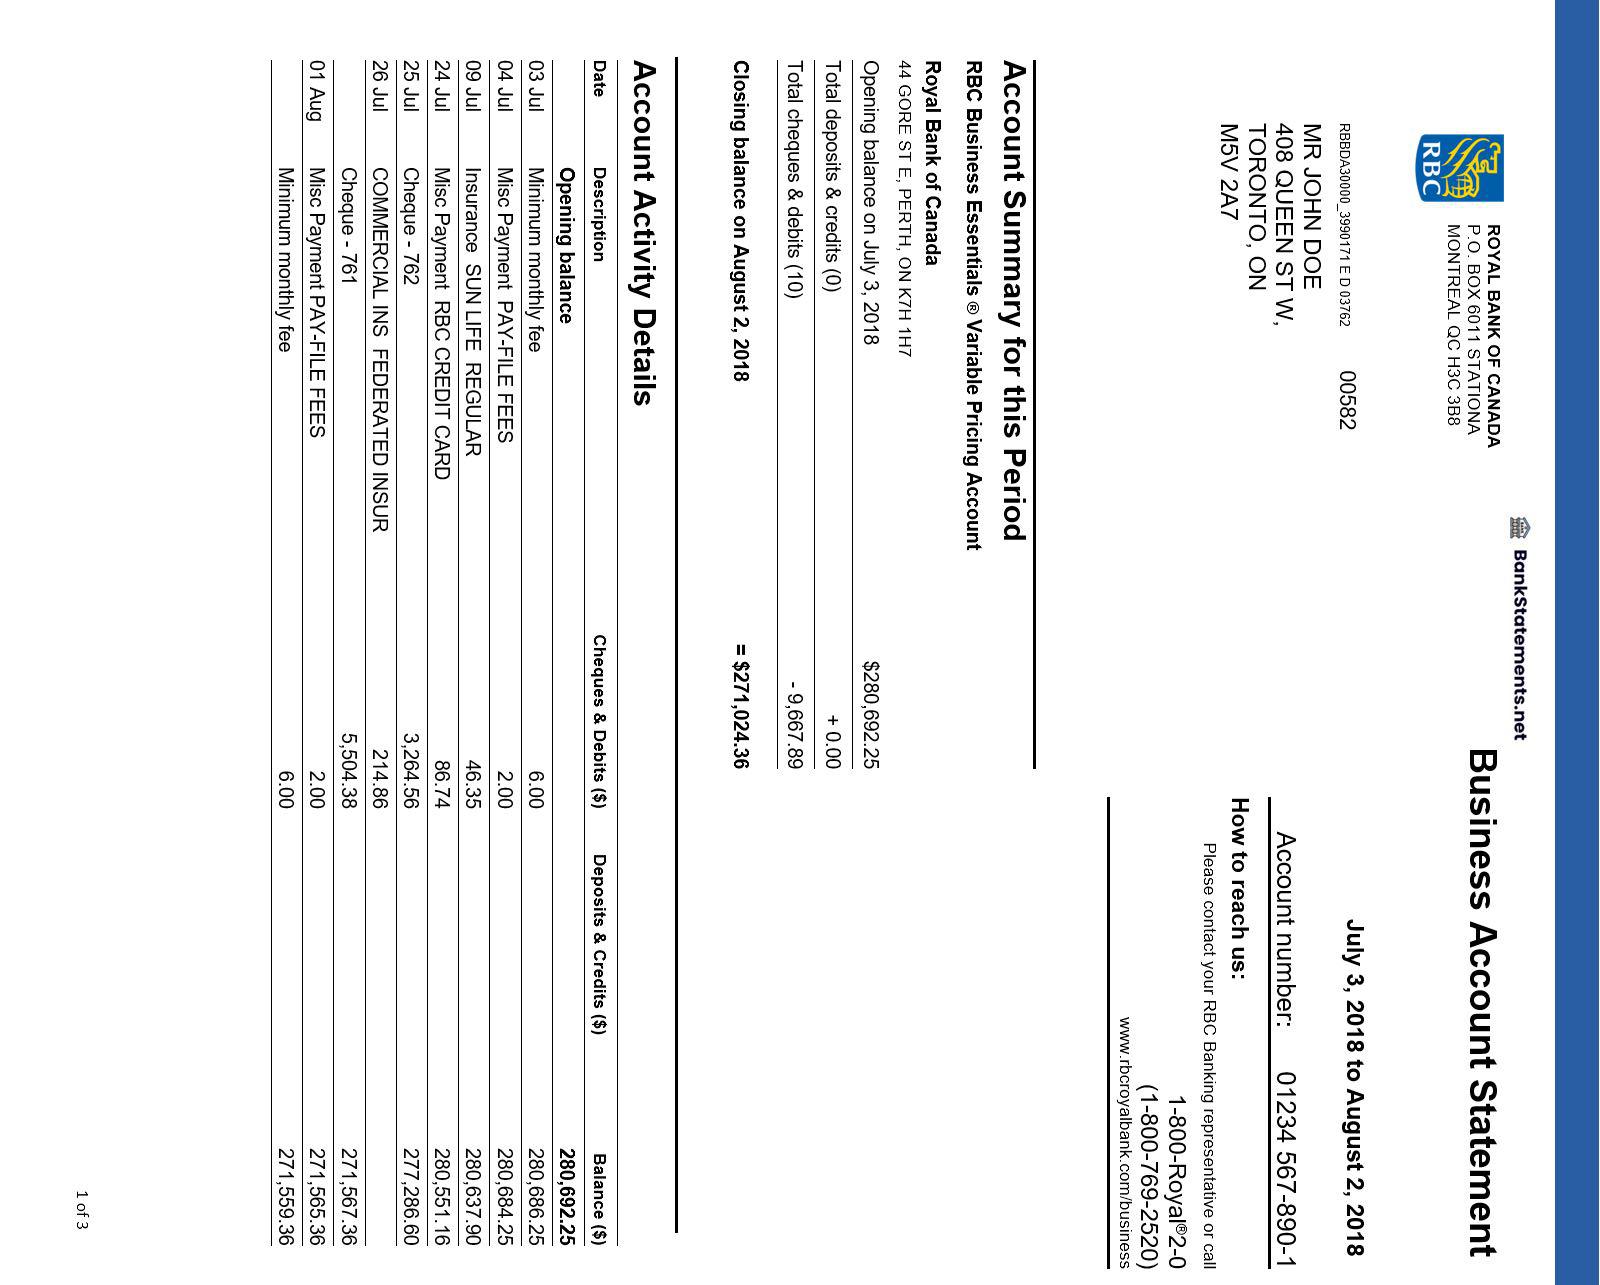 BankStatements.net
RBC
ROYAL BANK OF CANADA
P.O. BOX 6011 STATIONA
MONTREAL QC H3C 3B8
Business Account Statement
July 3, 2018 to August 2, 2018
RBBDA30000_3990171 E D 03762 00582
MR JOHN DOE
408 QUEEN ST W,
TORONTO, ON
M5V 2A7
Account number: 01234 567-890-1
How to reach us:
Please contact your RBC Banking representative or call
1-800-Royal®2-0
(1-800-769-2520)
www.rbcroyalbank.com/business
Account Summary for this Period
RBC Business Essentials ® Variable Pricing Account
Royal Bank of Canada
44 GORE ST E, PERTH, ON K7H 1H7
Opening balance on July 3, 2018 $280,692.25
Total deposits & credits (0) + 0.00
Total cheques & debits (10) - 9,667.89
Closing balance on August 2, 2018 = $271,024.36
Account Activity Details
Date Description Cheques & Debits ($) Deposits & Credits ($) Balance ($)
Opening balance 280,692.25
03 Jul Minimum monthly fee 6.00 280,686.25
04 Jul Misc Payment PAY-FILE FEES 2.00 280,684.25
09 Jul Insurance SUN LIFE REGULAR 46.35 280,637.90
24 Jul Misc Payment RBC CREDIT CARD 86.74 280,551.16
25 Jul Cheque - 762 3,264.56 277,286.60
26 Jul COMMERCIAL INS FEDERATED INSUR 214.86
Cheque - 761 5,504.38 271,567.36
01 Aug Misc Payment PAY-FILE FEES 2.00 271,565.36
Minimum monthly fee 6.00 271,559.36
1 of 3